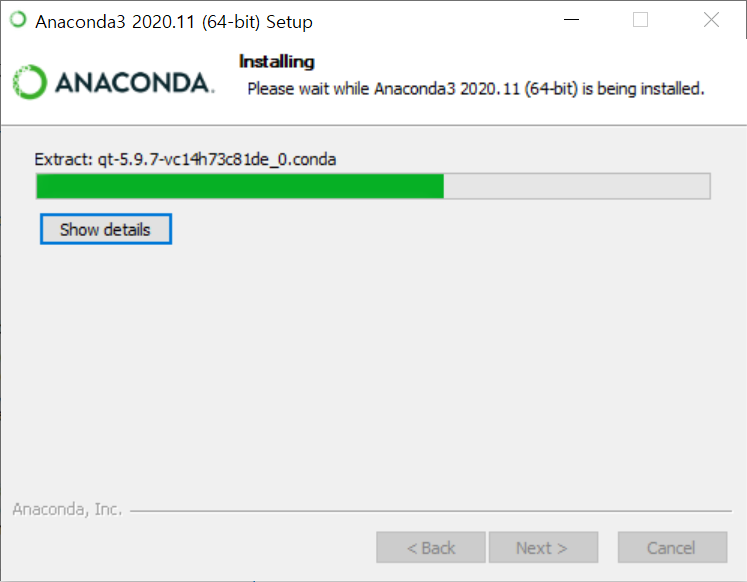 Anaconda3 2020.11 (64-bit) Setup
ANACONDA.
Installing
Please wait while Anaconda3 2020.11 (64-bit) is being installed.
Extract: qt-5.9.7-vc14h73c81de_0.conda
Show details
Anaconda, Inc.
< Back
Next >
Cancel